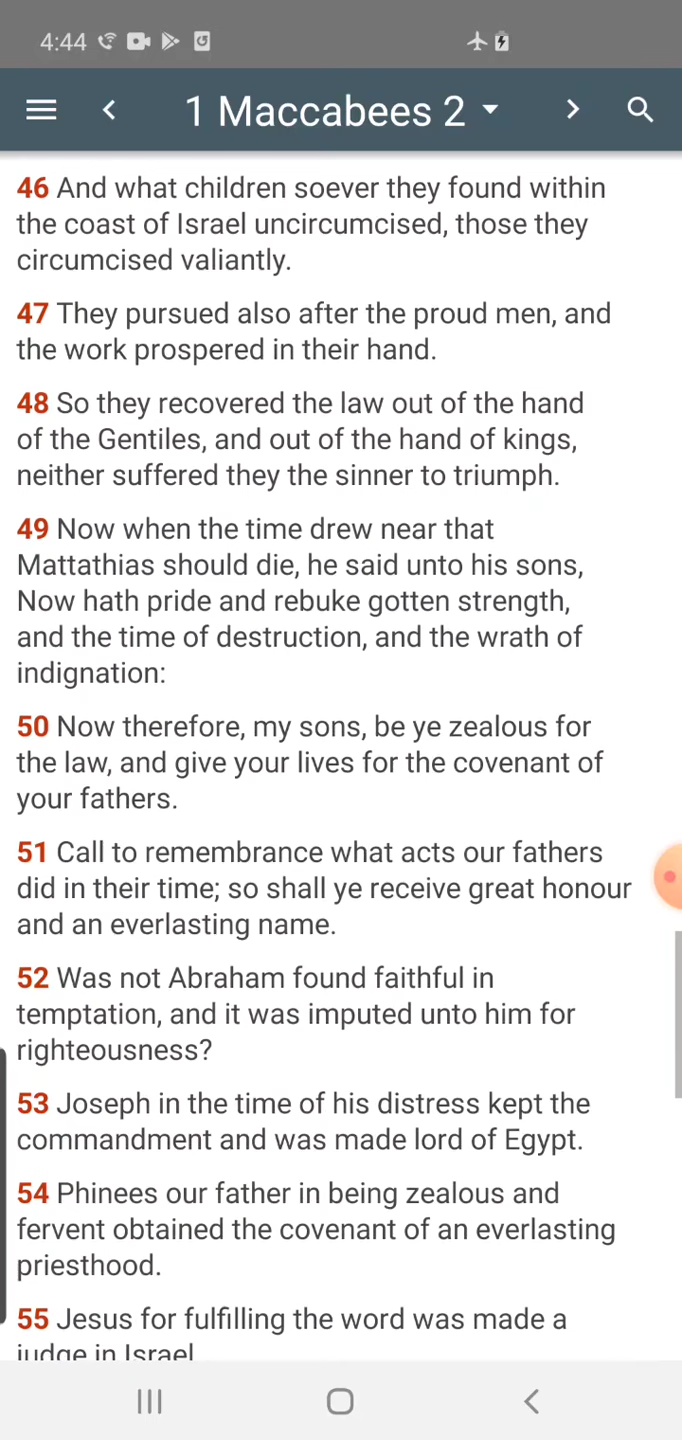 4:44
1 Maccabees 2
46 And what children soever they found within
the coast of Israel uncircumcised, those they
circumcised valiantly.
47 They pursued also after the proud men, and
the work prospered in their hand.
48 So they recovered the law out of the hand
of the Gentiles, and out of the hand of kings,
neither suffered they the sinner to triumph.
49 Now when the time drew near that
Mattathias should die, he said unto his sons,
Now hath pride and rebuke gotten strength,
and the time of destruction, and the wrath of
indignation:
50 Now therefore, my sons, be ye zealous for
the law, and give your lives for the covenant of
your fathers.
51 Call to remembrance what acts our fathers
did in their time; so shall ye receive great honour
and an everlasting name.
52 Was not Abraham found faithful in
temptation, and it was imputed unto him for
righteousness?
53 Joseph in the time of his distress kept the
commandment and was made lord of Egypt.
54 Phinees our father in being zealous and
fervent obtained the covenant of an everlasting
priesthood.
55 Jesus for fulfilling the word was made a
judge in Israel